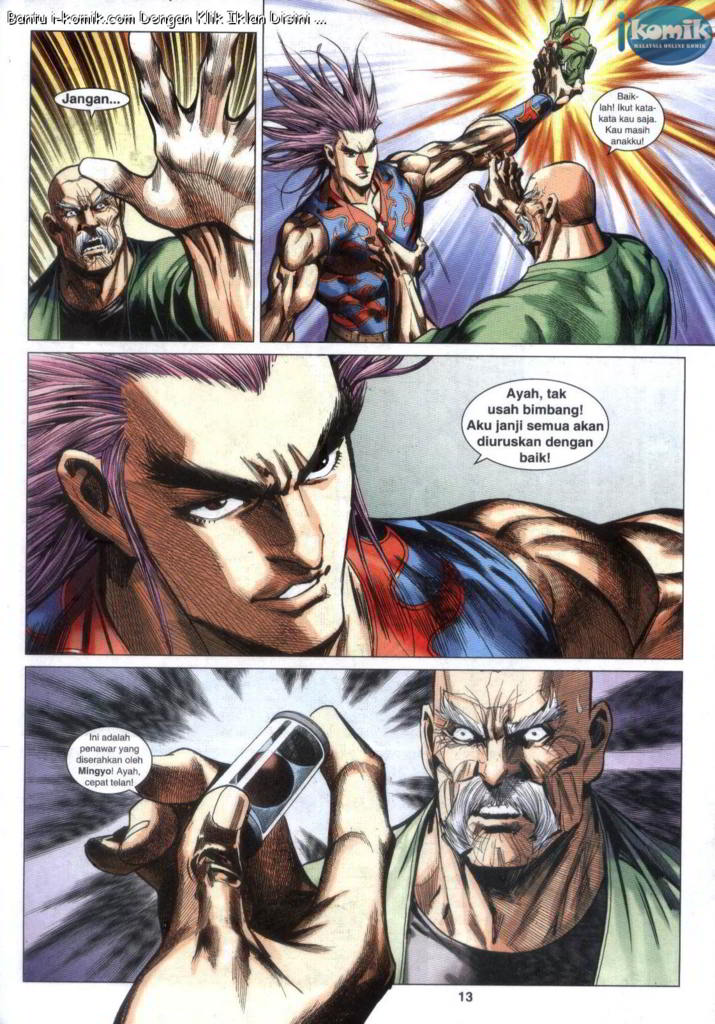 Bantu i-komik.com Dengan Klik Iklan Disini ...
ikomik
MALAYSIA ONLINE KOMIK
Jangan...
Baik-
lah! Ikut kata-
kata kau saja.
Kau masih
anakku!
Ayah, tak
usah bimbang!
Aku janji semua akan
diuruskan dengan
baik!
Ini adalah
penawar yang
diserahkan oleh
Mingyo! Ayah,
cepat telan!
13